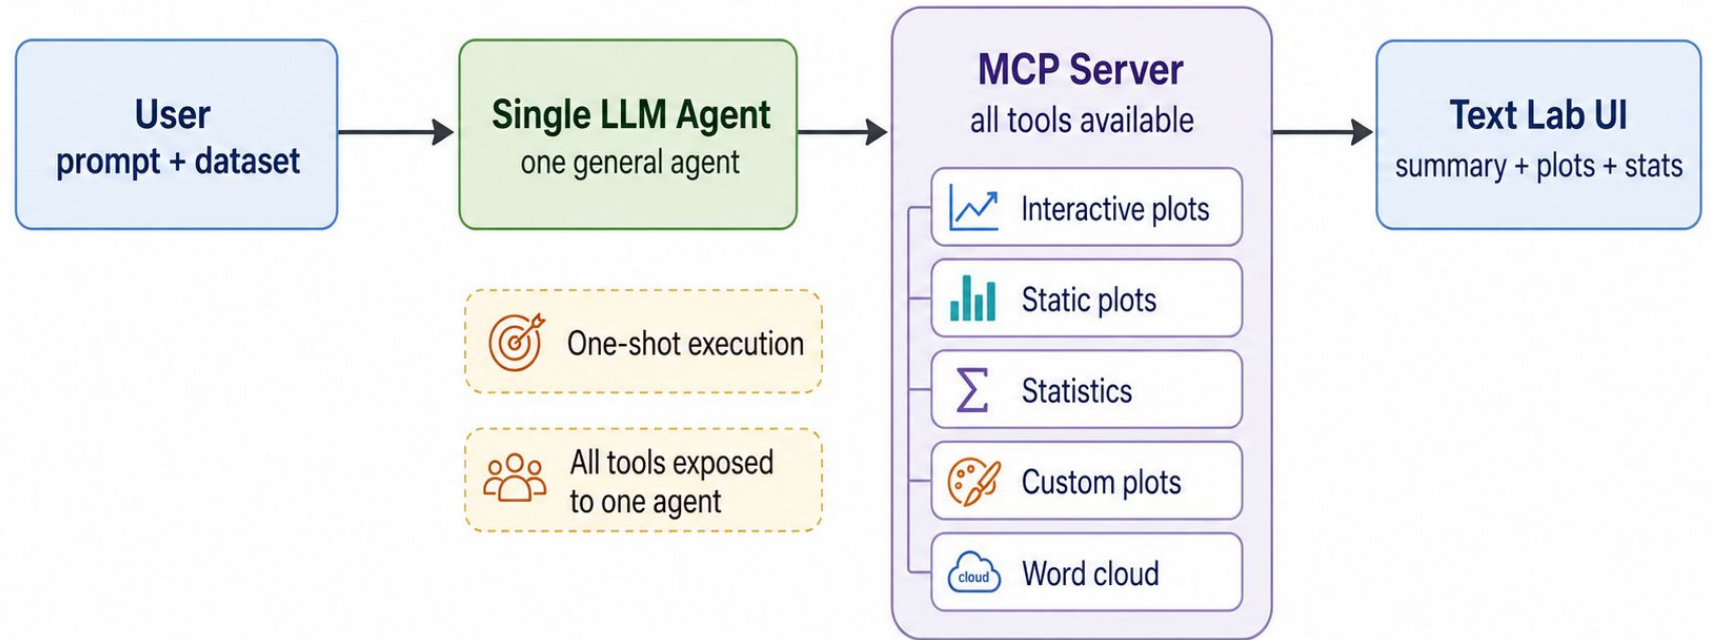 User
prompt + dataset
Single LLM Agent
one general agent
One-shot execution
All tools exposed
to one agent
MCP Server
all tools available
Interactive plots
Static plots
Σ Statistics
Custom plots
cloud Word cloud
Text Lab UI
summary + plots + stats